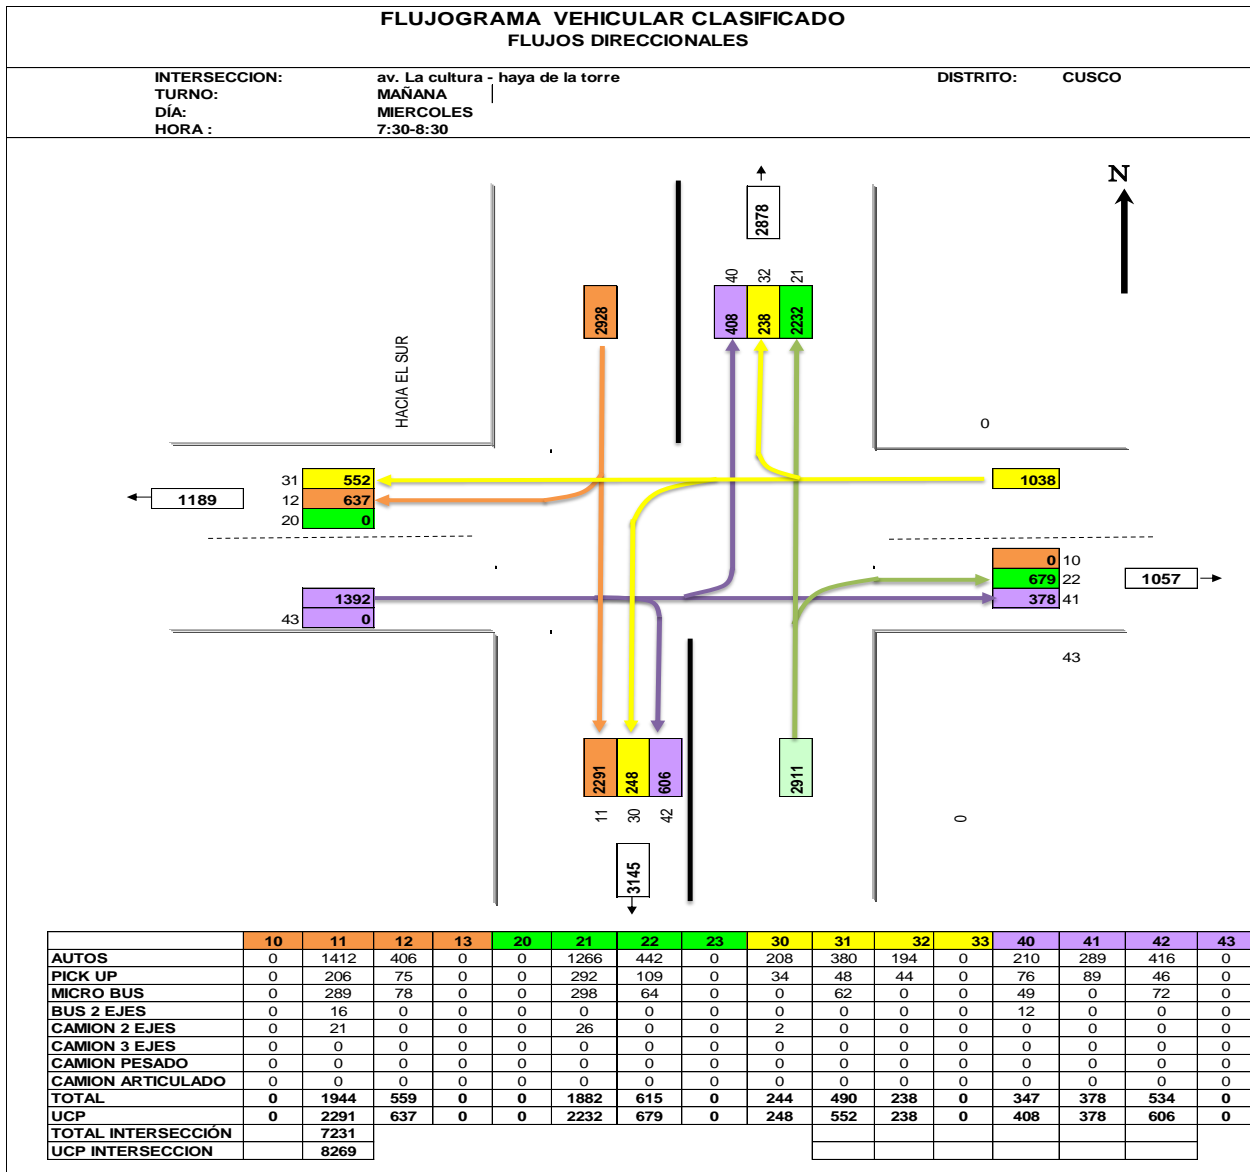 FLUJOGRAMA VEHICULAR CLASIFICADO
FLUJOS DIRECCIONALES
INTERSECCION: av. La cultura - haya de la torre DISTRITO: CUSCO
TURNO: MAÑANA
DÍA: MIERCOLES
HORA : 7:30-8:30
N
2878
40 32 21
2928 408 238 2232
HACIA EL SUR
0
31 552 1038
1189 12 637
20 0
0 10
679 22 1057
1392 378 41
43 0
43
2291 248 606 2911
11 30 42 0
3145
10 11 12 13 20 21 22 23 30 31 32 33 40 41 42 43
AUTOS 0 1412 406 0 0 1266 442 0 208 380 194 0 210 289 416 0
PICK UP 0 206 75 0 0 292 109 0 34 48 44 0 76 89 46 0
MICRO BUS 0 289 78 0 0 298 64 0 0 62 0 0 49 0 72 0
BUS 2 EJES 0 16 0 0 0 0 0 0 0 0 0 0 12 0 0 0
CAMION 2 EJES 0 21 0 0 0 26 0 0 2 0 0 0 0 0 0 0
CAMION 3 EJES 0 0 0 0 0 0 0 0 0 0 0 0 0 0 0 0
CAMION PESADO 0 0 0 0 0 0 0 0 0 0 0 0 0 0 0 0
CAMION ARTICULADO 0 0 0 0 0 0 0 0 0 0 0 0 0 0 0 0
TOTAL 0 1944 559 0 0 1882 615 0 244 490 238 0 347 378 534 0
UCP 0 2291 637 0 0 2232 679 0 248 552 238 0 408 378 606 0
TOTAL INTERSECCIÓN 7231
UCP INTERSECCION 8269